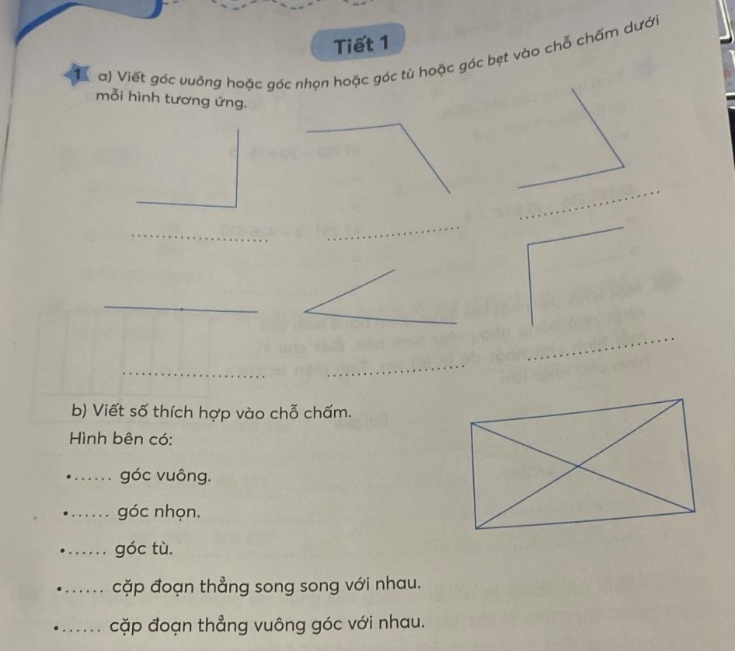 Tiết 1
1 a) Viết góc vuông hoặc góc nhọn hoặc góc tù hoặc góc bẹt vào chỗ chấm dưới
mỗi hình tương ứng.
....................... ....................... .......................
....................... ....................... .......................
b) Viết số thích hợp vào chỗ chấm.
Hình bên có:
•...... góc vuông.
•...... góc nhọn.
•...... góc tù.
•...... cặp đoạn thẳng song song với nhau.
•...... cặp đoạn thẳng vuông góc với nhau.